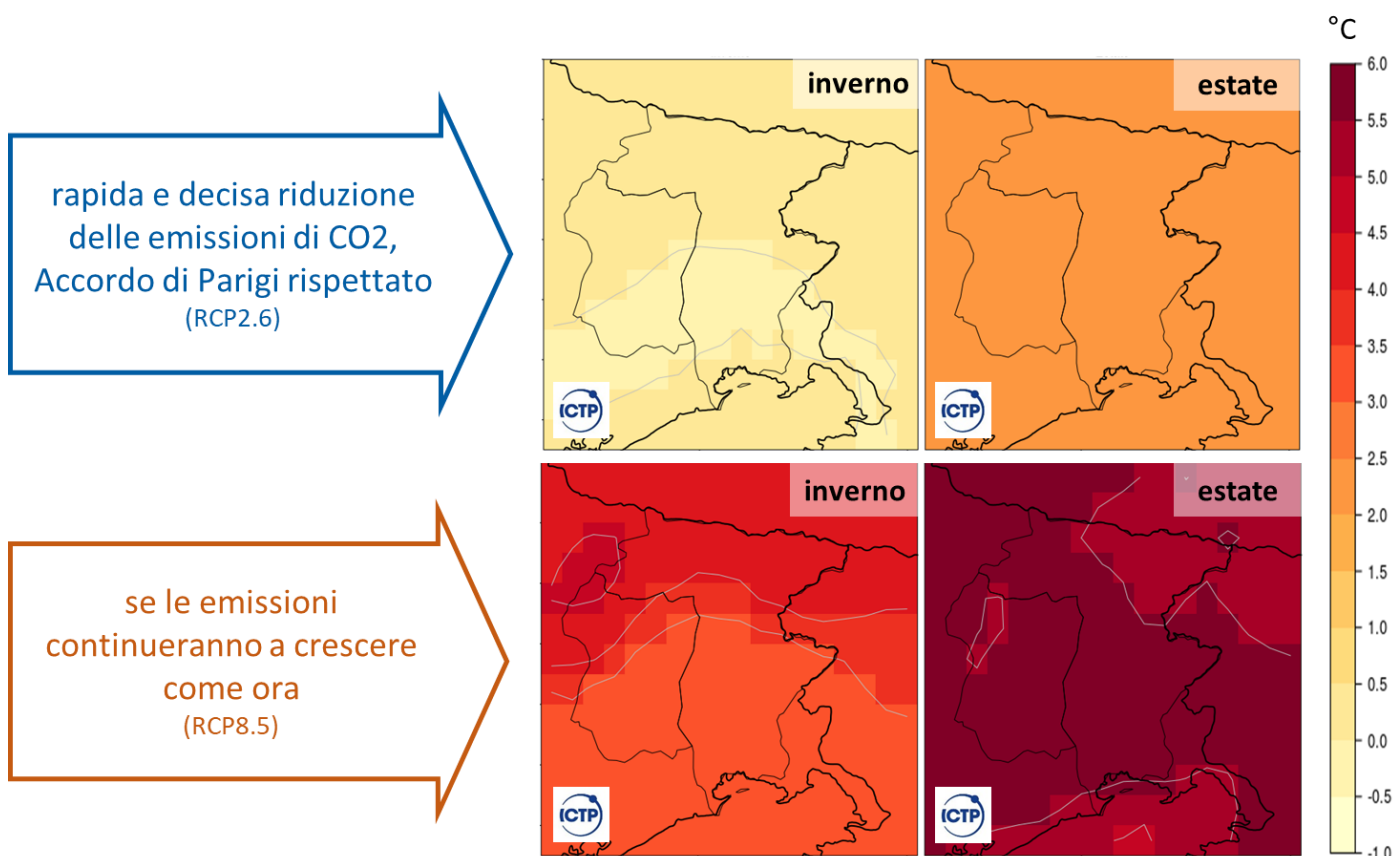 °C
inverno
estate
rapida e decisa riduzione
delle emissioni di CO2,
Accordo di Parigi rispettato
(RCP2.6)
ICTP
ICTP
inverno
estate
se le emissioni
continueranno a crescere
come ora
(RCP8.5)
ICTP
ICTP
6.0
5.5
5.0
4.5
4.0
3.5
3.0
2.5
2.0
1.5
1.0
0.5
0.0
-0.5
-1.0